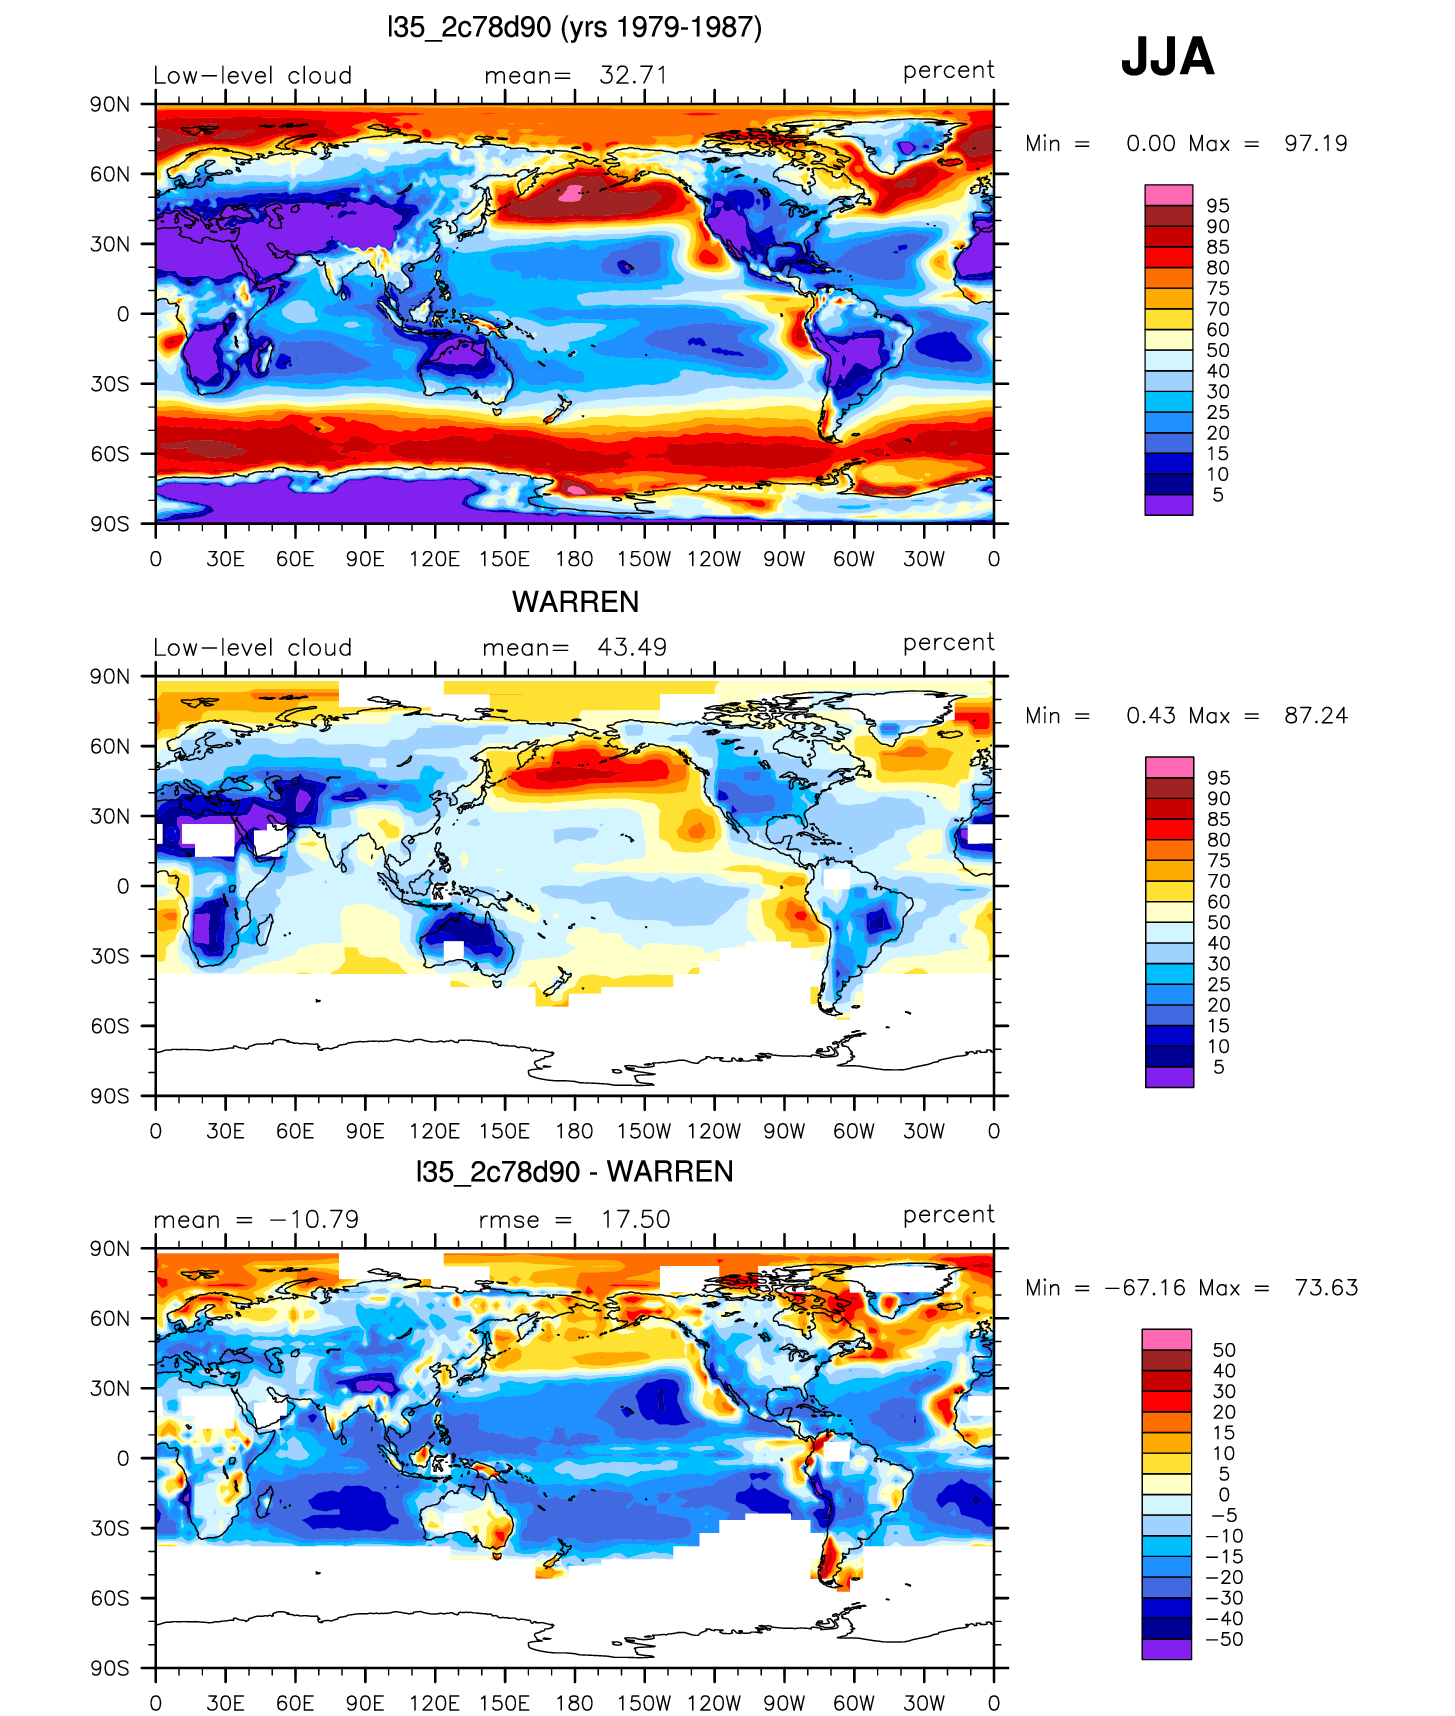 l35_2c78d90 (yrs 1979-1987)
JJA
Low-level cloud mean= 32.71 percent
Min = 0.00 Max = 97.19
90N
60N
30N
0
30S
60S
90S
0 30E 60E 90E 120E 150E 180 150W 120W 90W 60W 30W 0
95
90
85
80
75
70
60
50
40
30
25
20
15
10
5
WARREN
Low-level cloud mean= 43.49 percent
Min = 0.43 Max = 87.24
90N
60N
30N
0
30S
60S
90S
0 30E 60E 90E 120E 150E 180 150W 120W 90W 60W 30W 0
95
90
85
80
75
70
60
50
40
30
25
20
15
10
5
l35_2c78d90 - WARREN
mean = -10.79 rmse = 17.50 percent
Min = -67.16 Max = 73.63
90N
60N
30N
0
30S
60S
90S
0 30E 60E 90E 120E 150E 180 150W 120W 90W 60W 30W 0
50
40
30
20
15
10
5
0
-5
-10
-15
-20
-30
-40
-50